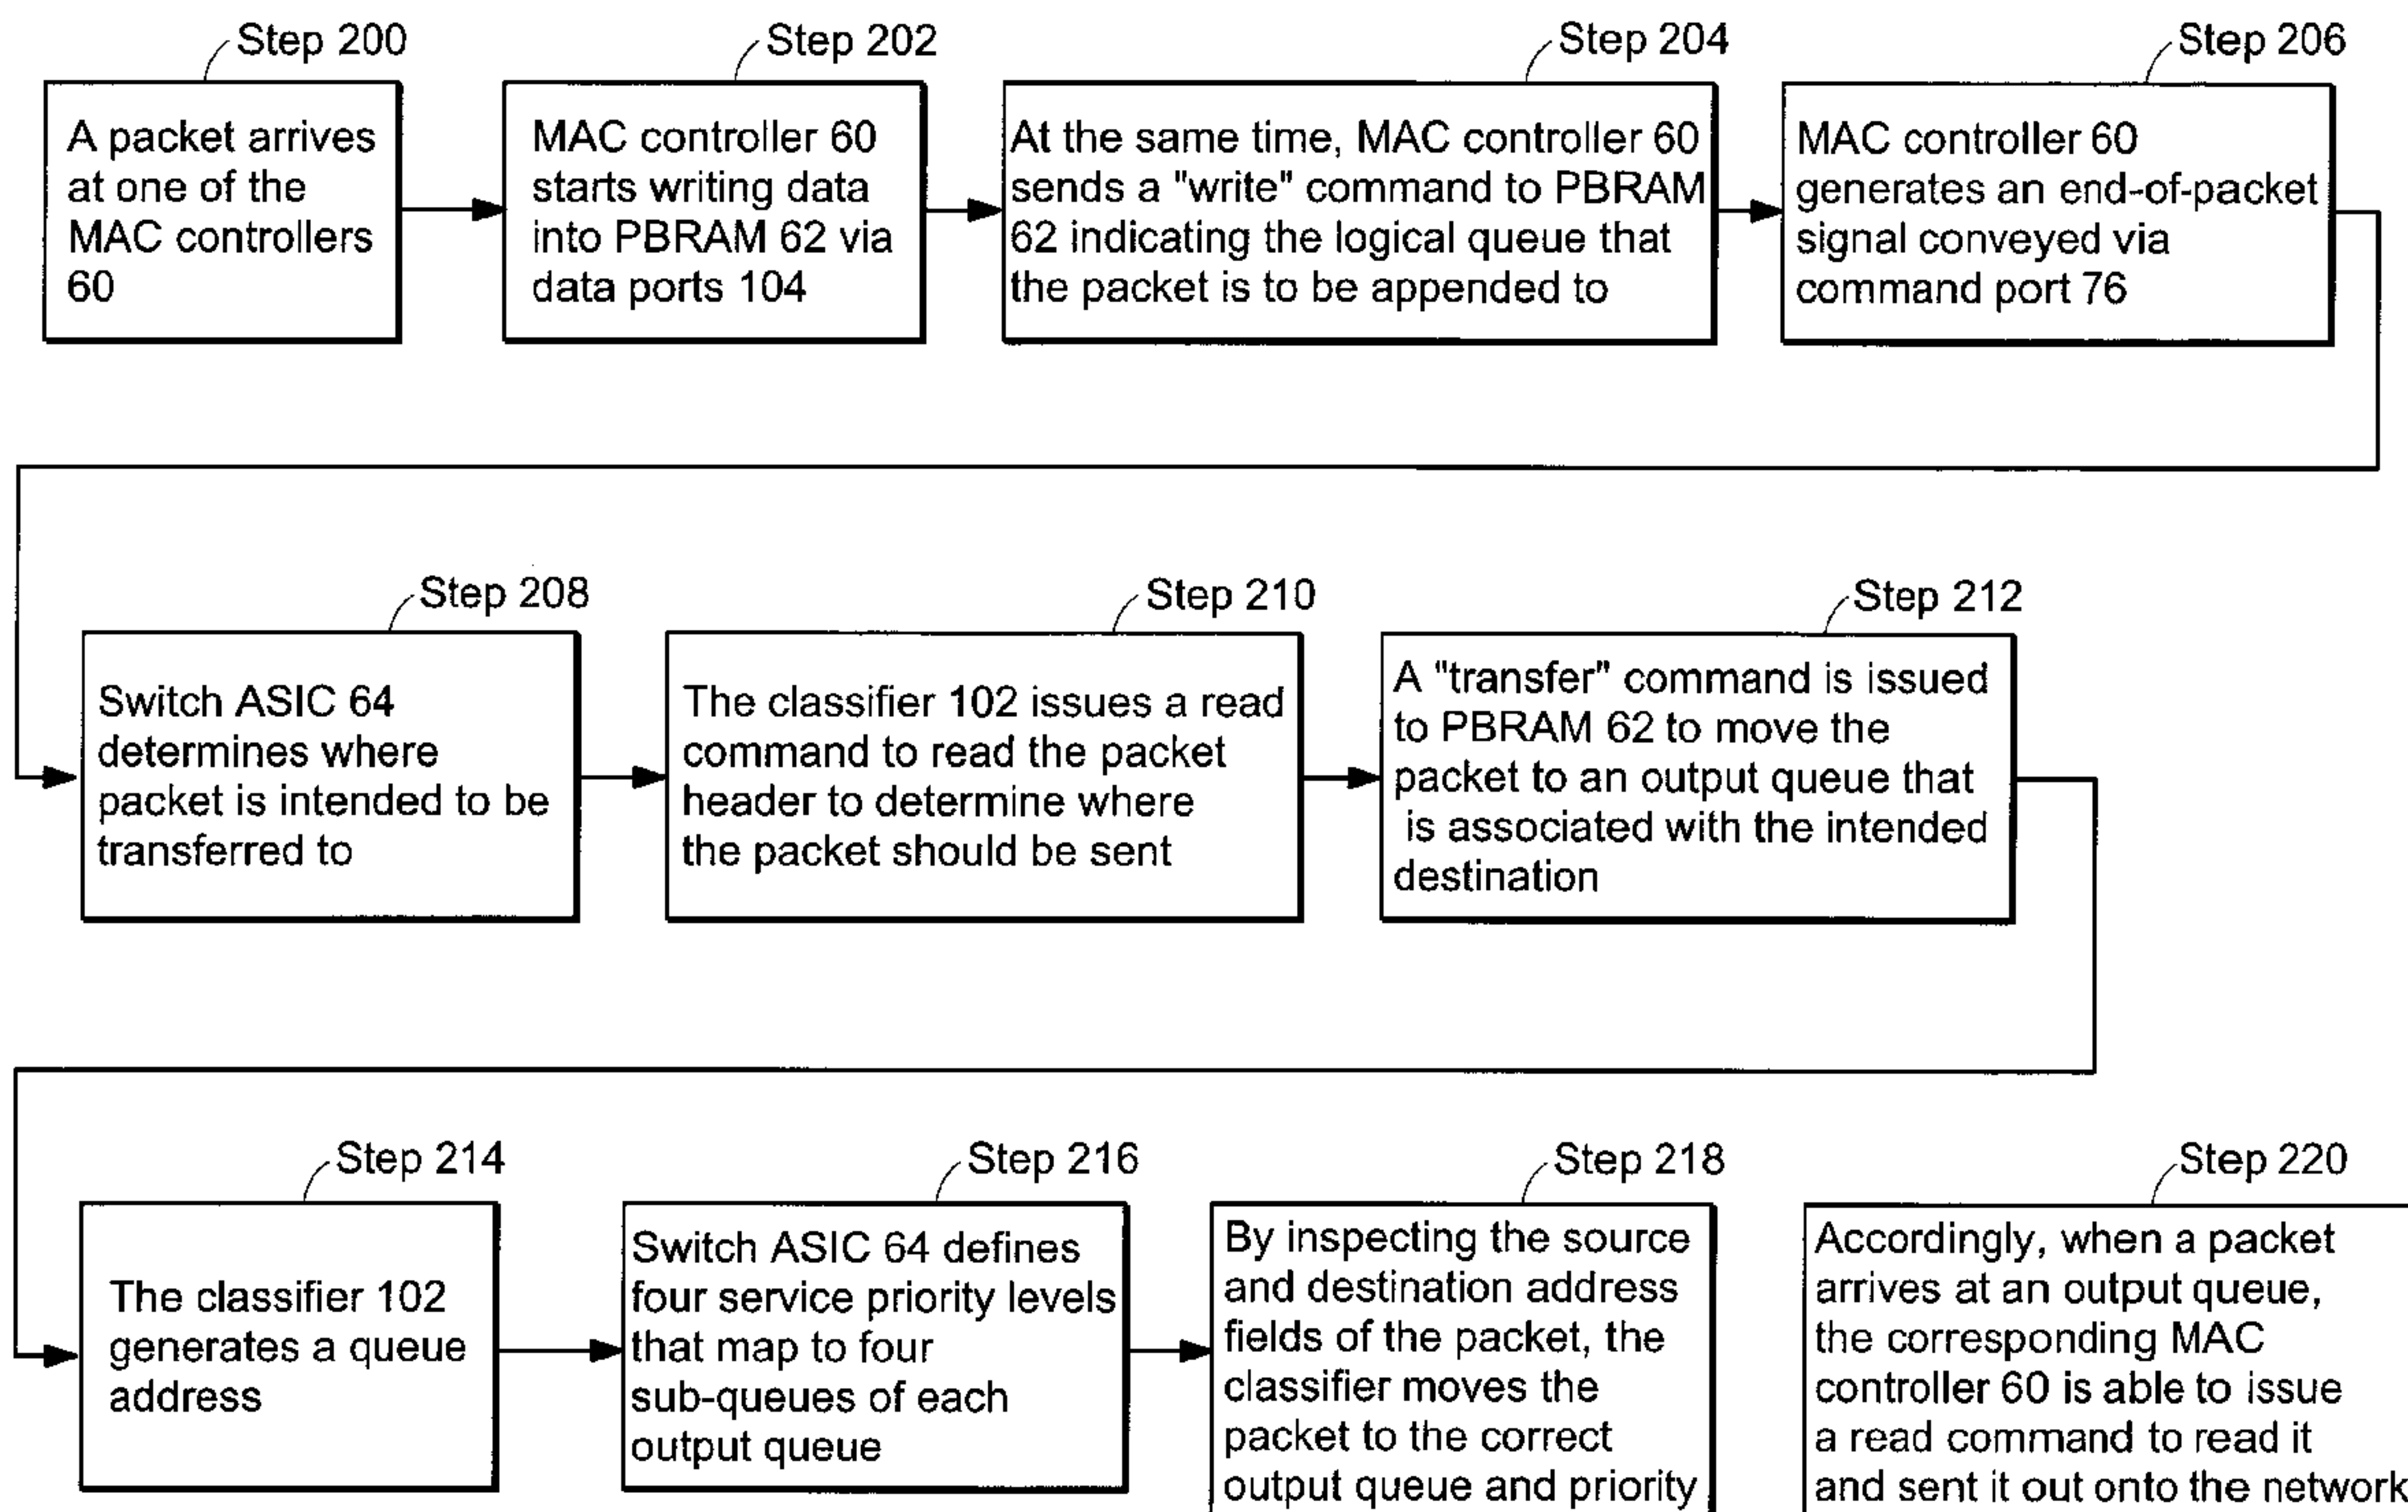 Step 200
A packet arrives
at one of the
MAC controllers
60
Step 202
MAC controller 60
starts writing data
into PBRAM 62 via
data ports 104
Step 204
At the same time, MAC controller 60
sends a "write" command to PBRAM
62 indicating the logical queue that
the packet is to be appended to
Step 206
MAC controller 60
generates an end-of-packet
signal conveyed via
command port 76
Step 208
Switch ASIC 64
determines where
packet is intended to be
transferred to
Step 210
The classifier 102 issues a read
command to read the packet
header to determine where
the packet should be sent
Step 212
A "transfer" command is issued
to PBRAM 62 to move the
packet to an output queue that
is associated with the intended
destination
Step 214
The classifier 102
generates a queue
address
Step 216
Switch ASIC 64 defines
four service priority levels
that map to four
sub-queues of each
output queue
Step 218
By inspecting the source
and destination address
fields of the packet, the
classifier moves the
packet to the correct
output queue and priority
Step 220
Accordingly, when a packet
arrives at an output queue,
the corresponding MAC
controller 60 is able to issue
a read command to read it
and sent it out onto the network